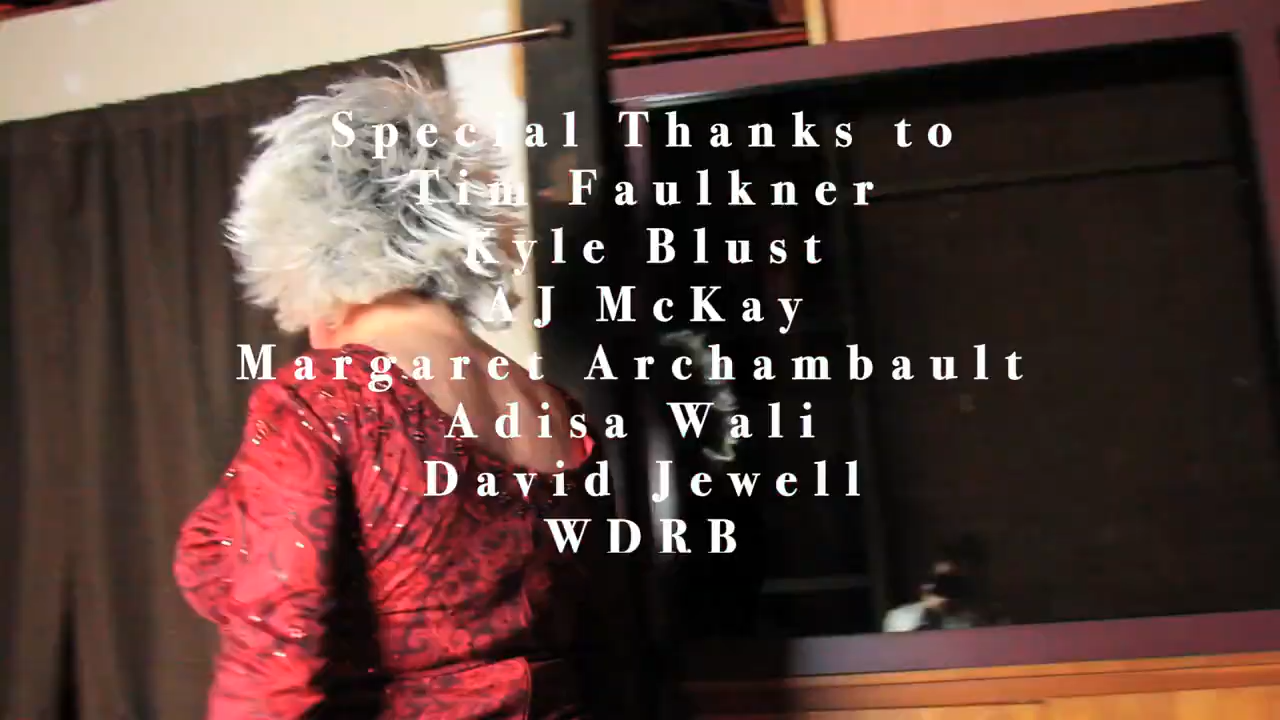 Special Thanks to
Tim Faulkner
Kyle Blust
AJ McKay
Margaret Archambault
Adisa Wali
David Jewell
WDRB